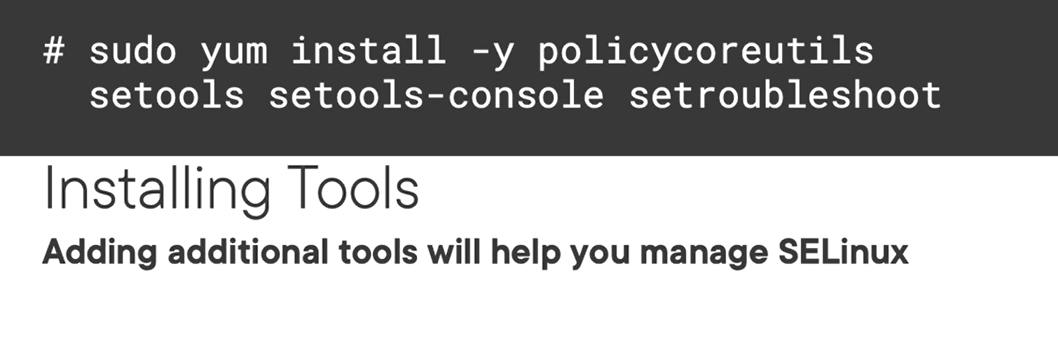 # sudo yum install -y policycoreutils
setools setools-console setroubleshoot
Installing Tools
Adding additional tools will help you manage SELinux